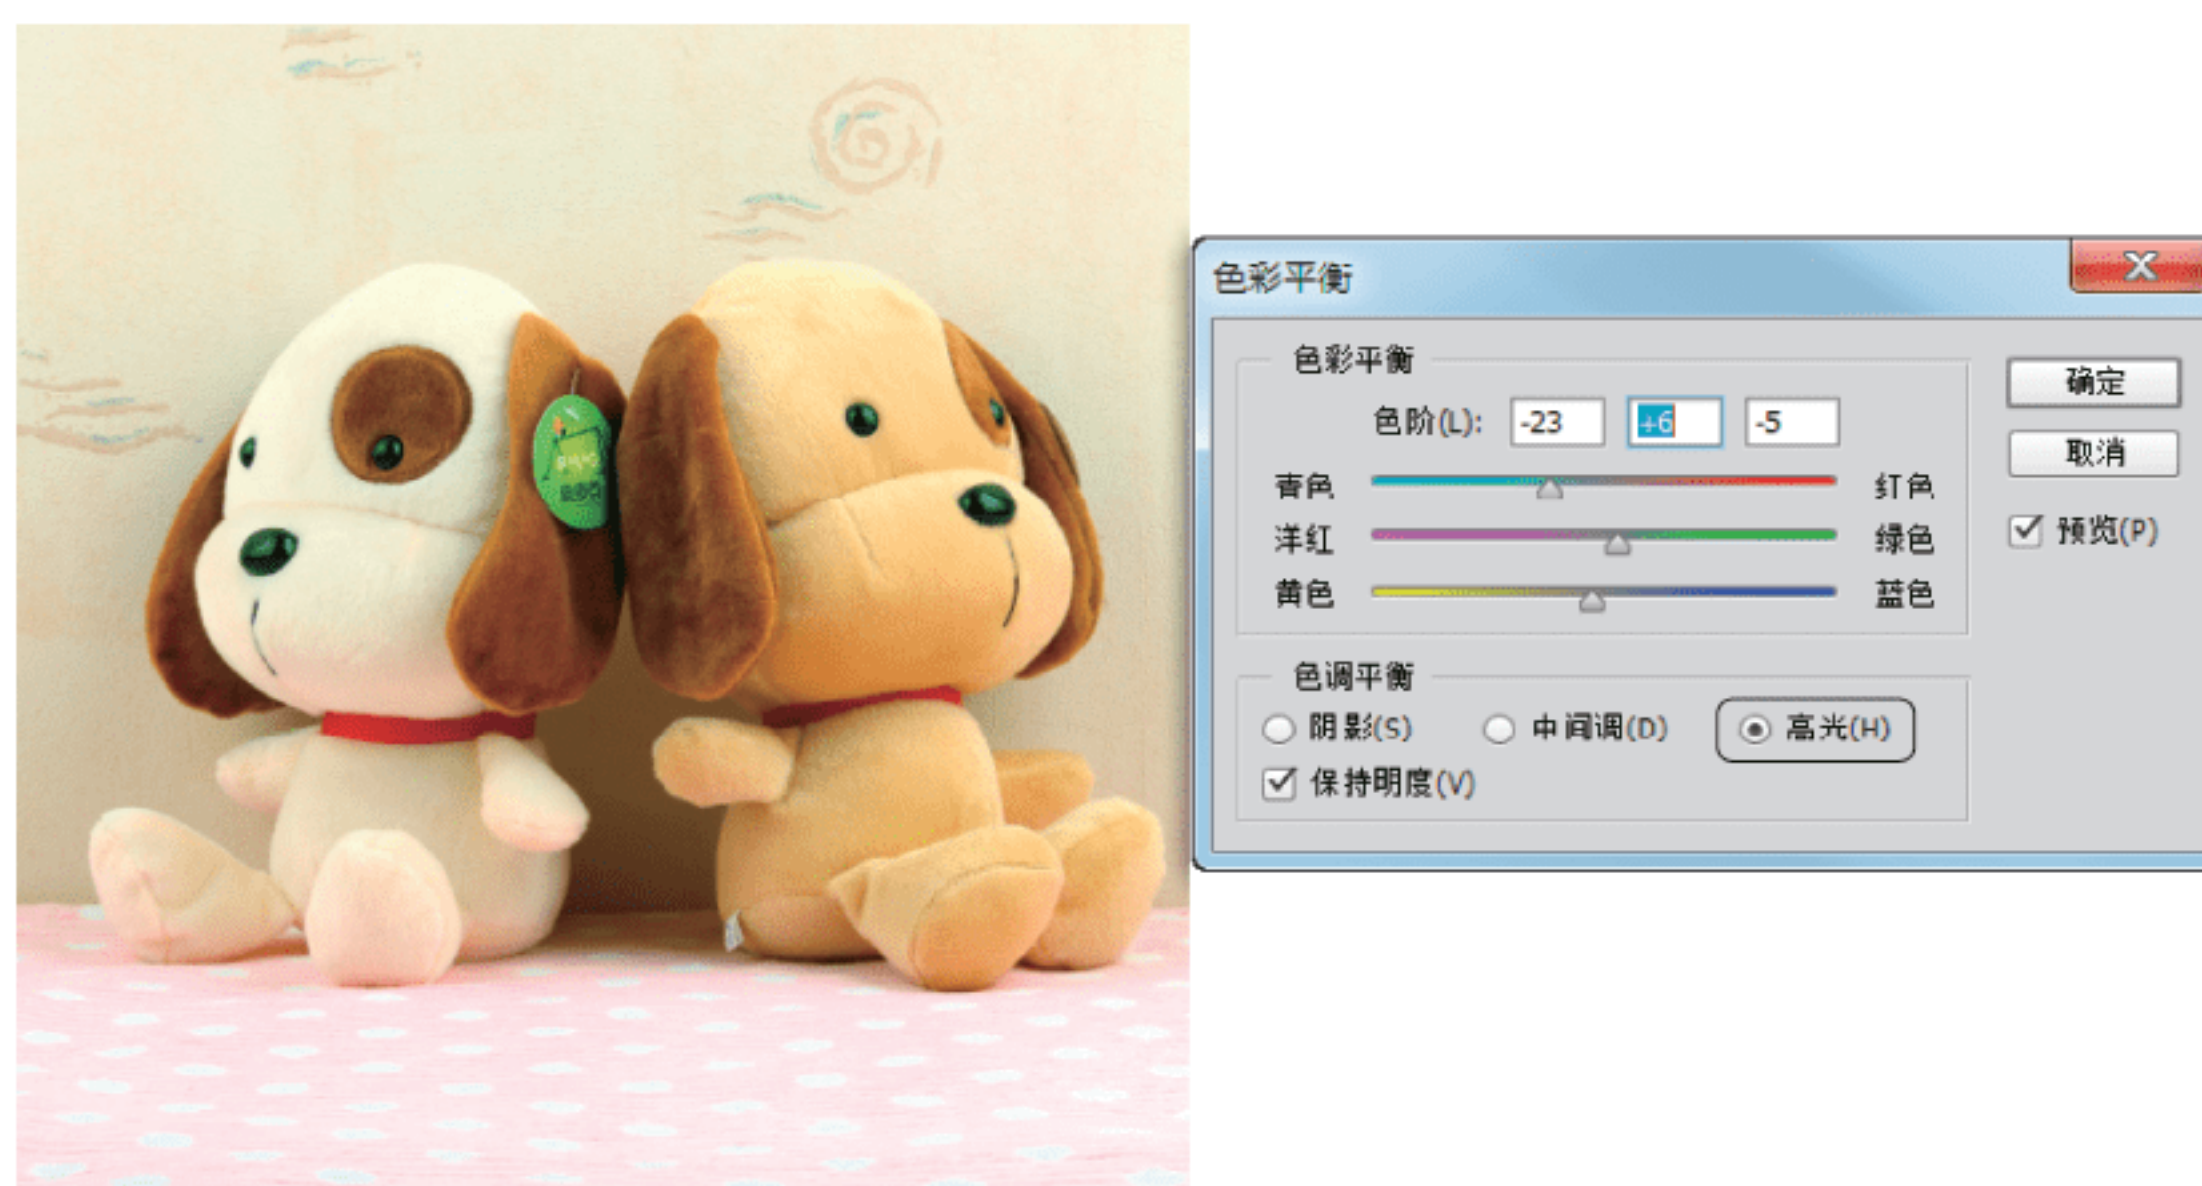 色彩平衡
色彩平衡
色阶(L): -23 +6 -5
青色 红色
洋红 绿色
黄色 蓝色
确定
取消
预览(P)
色调平衡
阴影(S) 中间调(D) 高光(H)
保持明度(V)